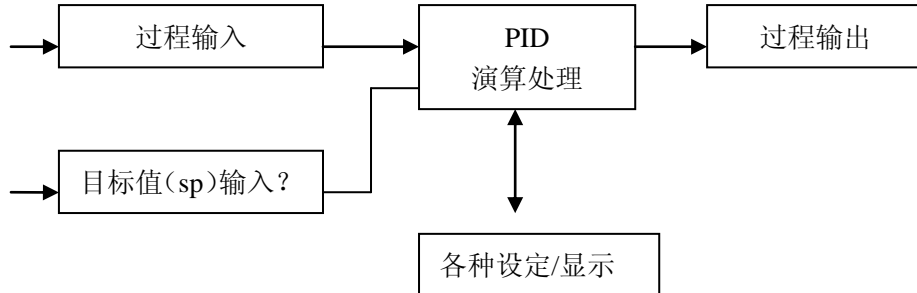 过程输入
PID
演算处理
过程输出
目标值(sp)输入？
各种设定/显示